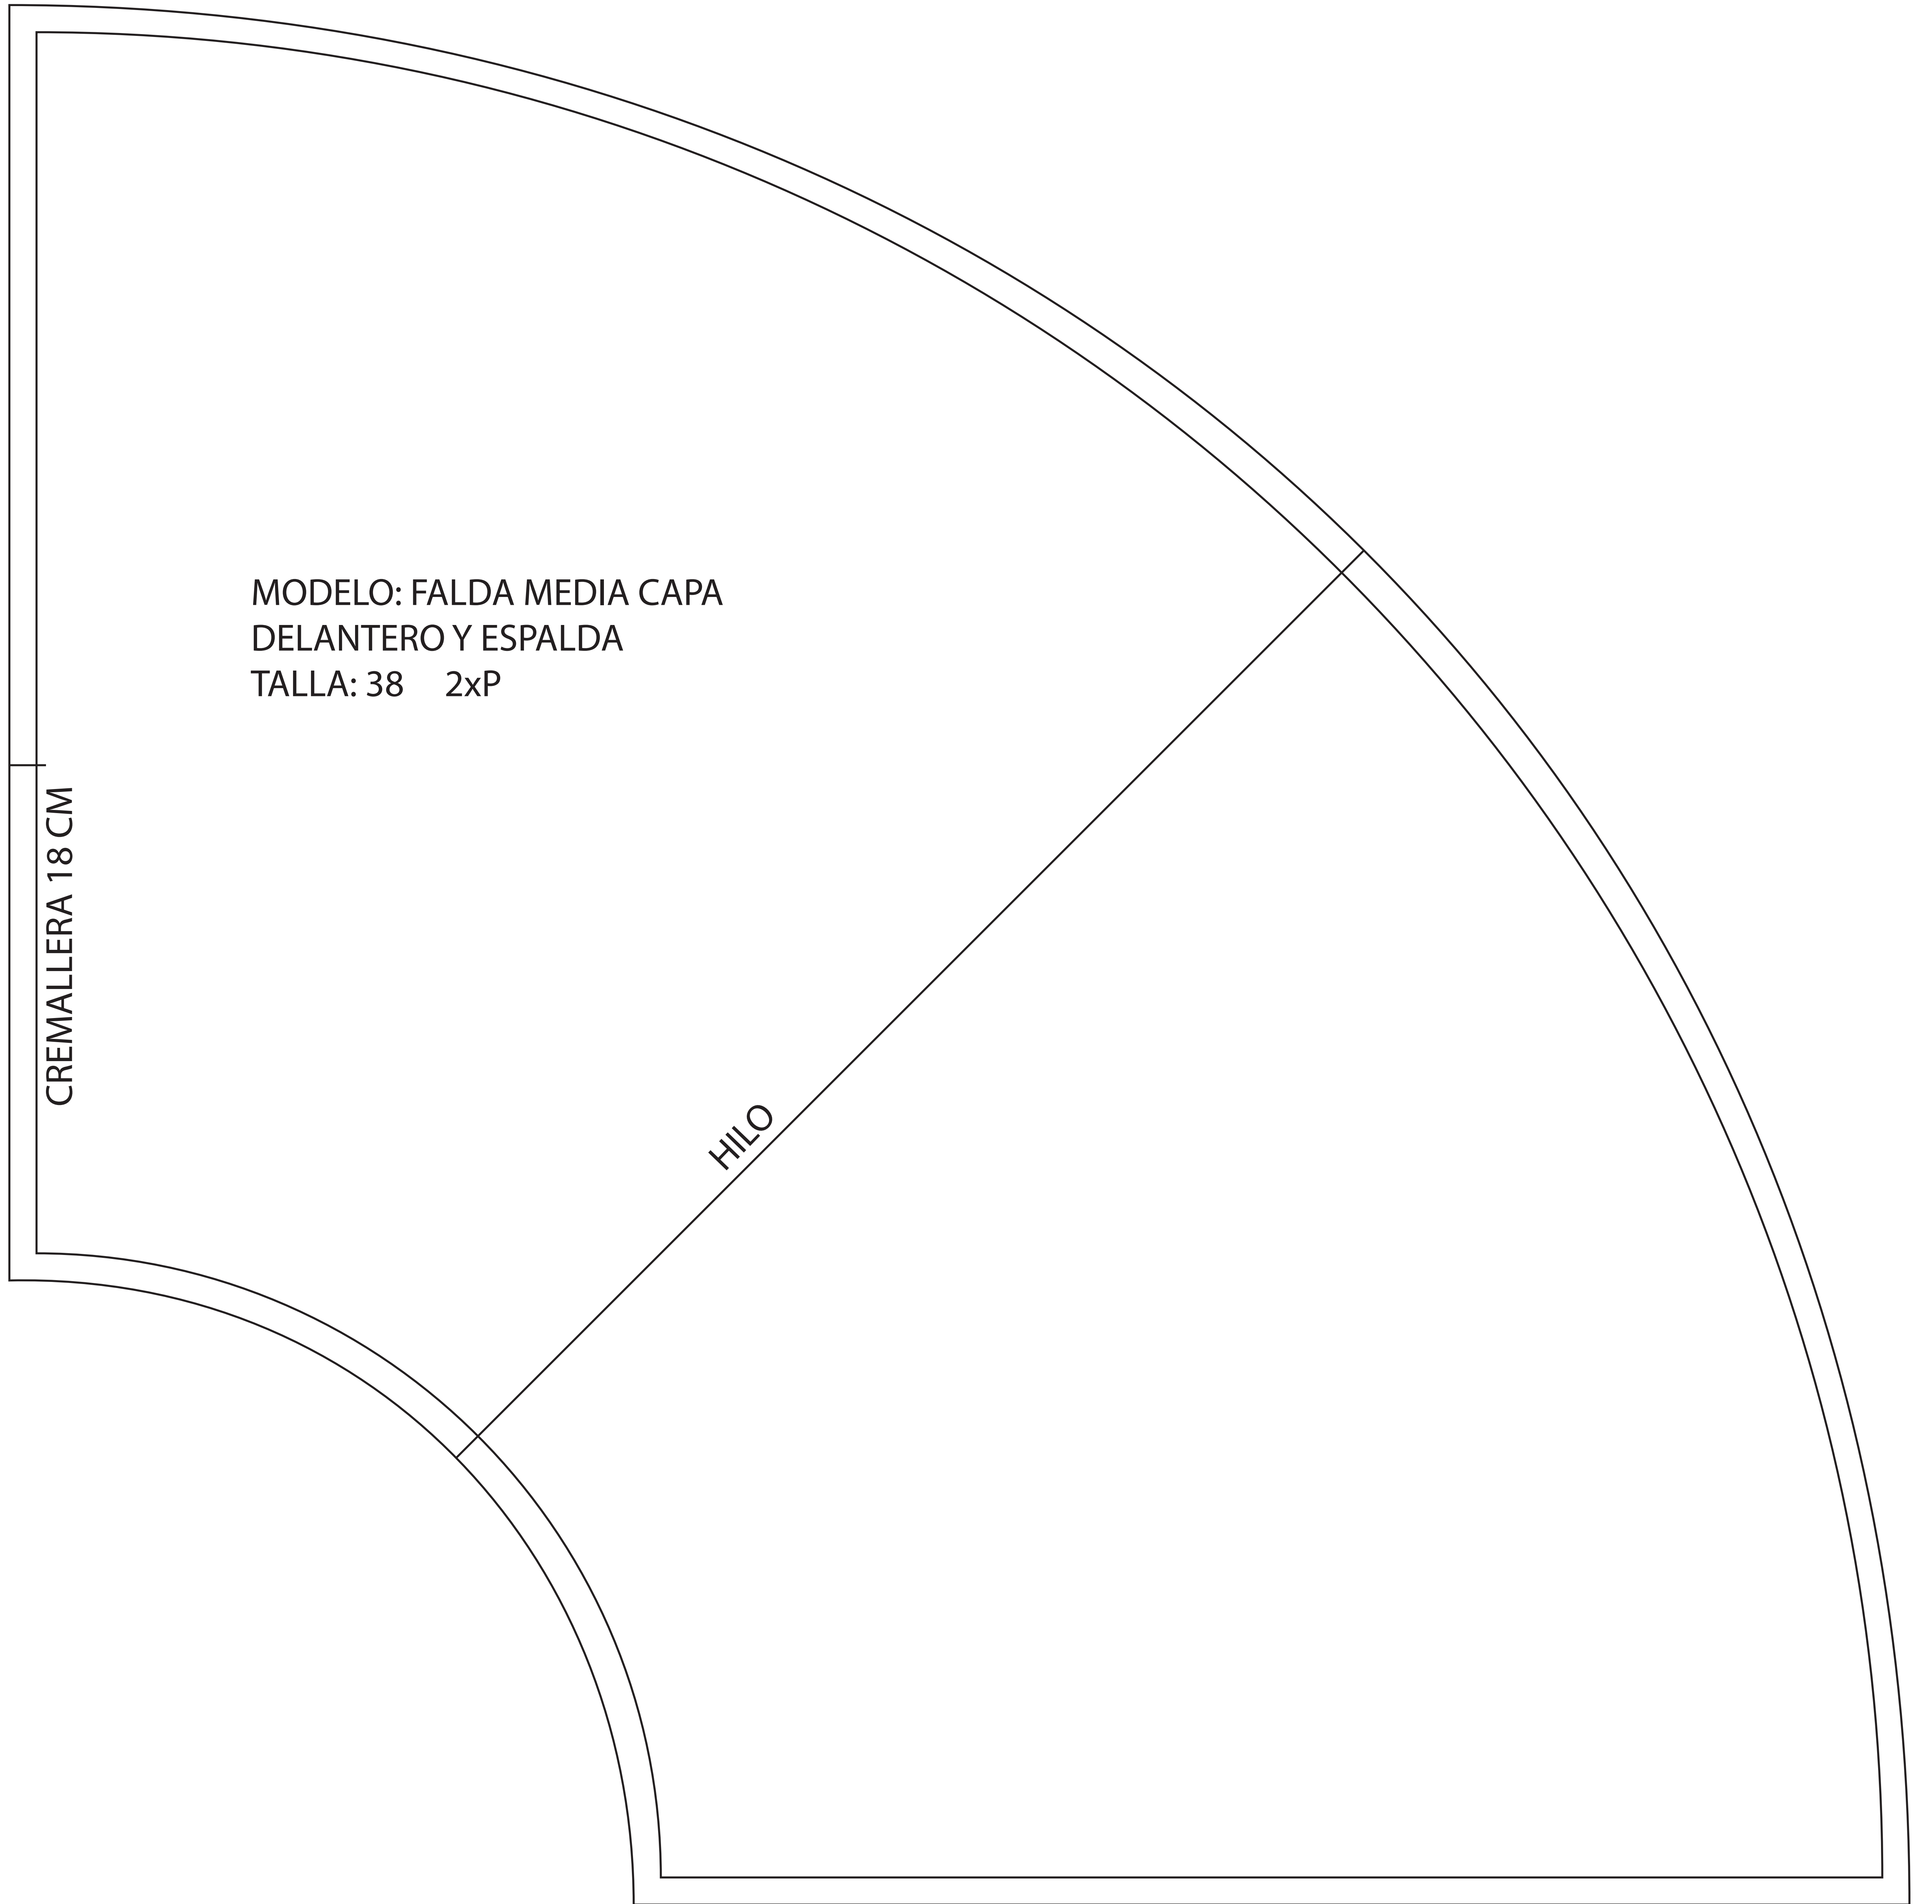 MODELO: FALDA MEDIA CAPA
DELANTERO Y ESPALDA
TALLA: 38 2xP
CREMALLERA 18 CM
HILO